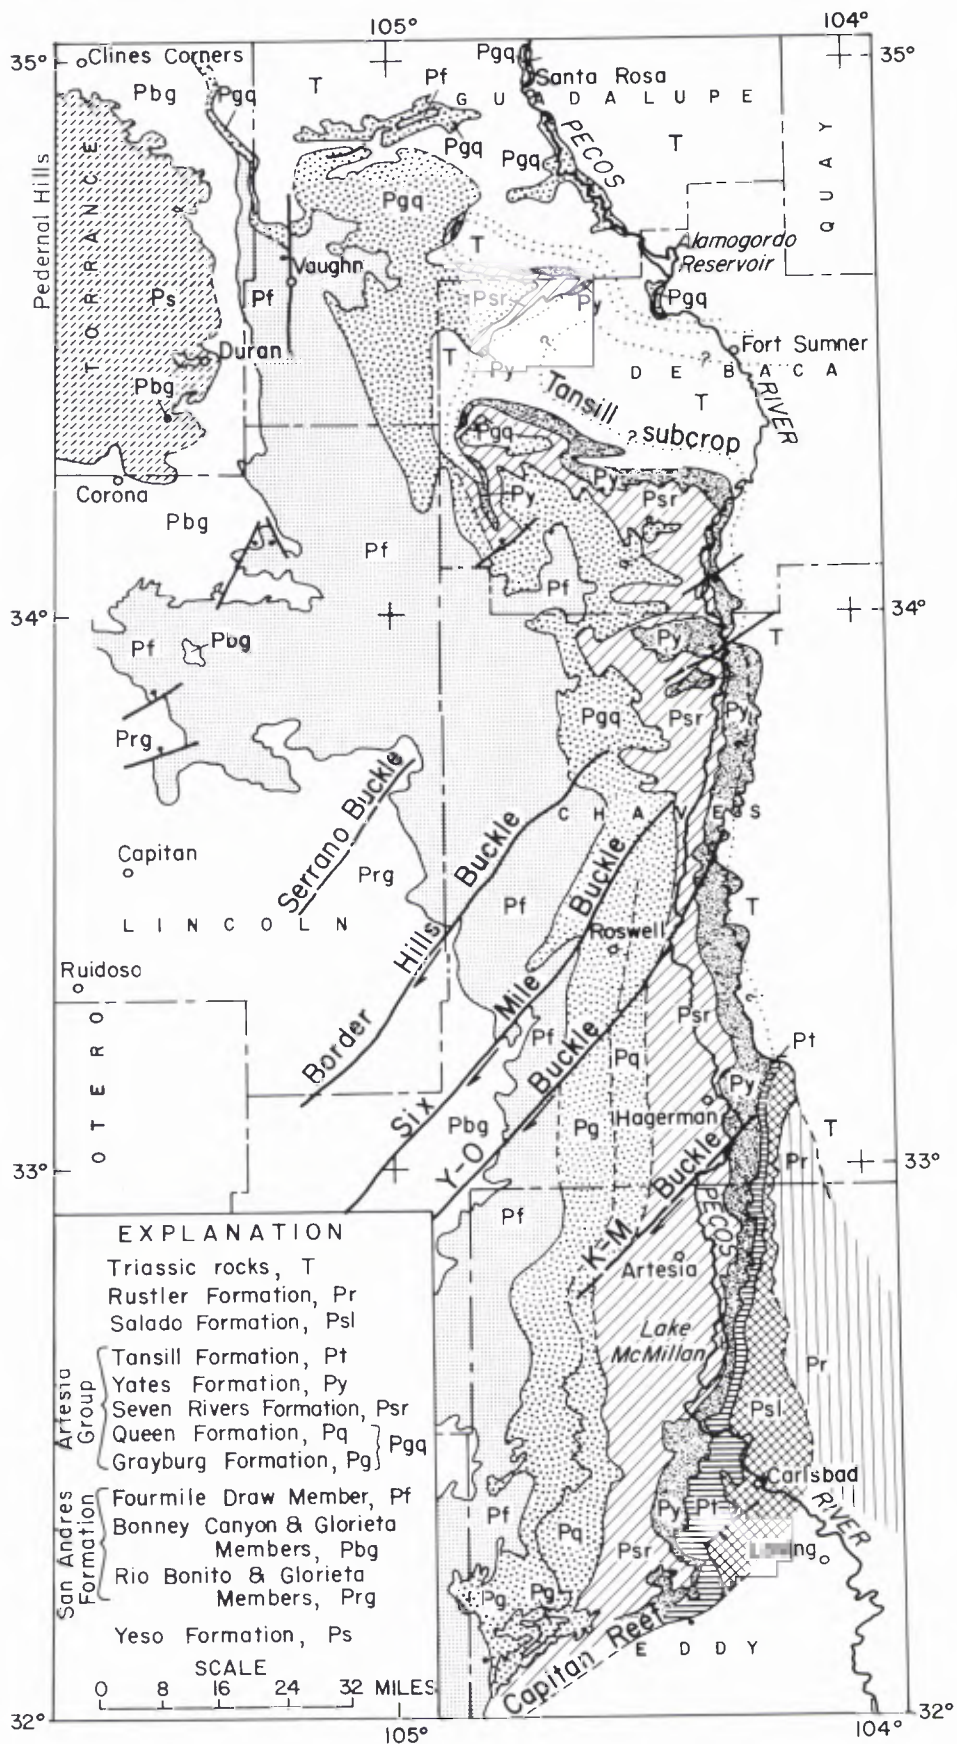 105°
104°
35°
Clines Corners
Pgq
35°
Pbg
Pgq
T
Pf
Santa Rosa
G U A D A L U P E
Pgq
Pgq
PECOS
T
QUAY
Pedernal Hills
TORRANCE
Pgq
T
Alamogordo
Reservoir
Vaughn
Ps
Pf
Psr
Py
Pgq
?
T
Duran
?
Fort Sumner
Py
D E B A C A
Pbg
Tansill
T
RIVER
? subcrop
Pgq
Corona
Py
Py
Psr
Pbg
Pf
Pf
34°
34°
Pf
Pbg
Py
T
Prg
Pgq
Psr
Py
Serrano Buckle
C H A V E S
Capitan
Prg
Border Hills Buckle
Pf
Six Mile Buckle
T
L I N C O L N
Roswell
Ruidoso
?
OTERO
Pf
Y-O Buckle
Psr
Pt
Pq
Py
Pbg
Pg
Hagerman
T
33°
Pr
33°
K-M Buckle
PECOS
Pf
Artesia
Lake
McMillan
Pr
Psl
Carlsbad
RIVER
Pf
Pq
Py
Pt
Psr
Pg
Pg
Capitan Reef
E D D Y
EXPLANATION
Triassic rocks, T
Rustler Formation, Pr
Salado Formation, Psl
Artesia
Group
Tansill Formation, Pt
Yates Formation, Py
Seven Rivers Formation, Psr
Queen Formation, Pq
Grayburg Formation, Pg
Pgq
San Andres
Formation
Fourmile Draw Member, Pf
Bonney Canyon & Glorieta
Members, Pbg
Rio Bonito & Glorieta
Members, Prg
Yeso Formation, Ps
SCALE
0 8 16 24 32 MILES
32°
32°
105°
104°